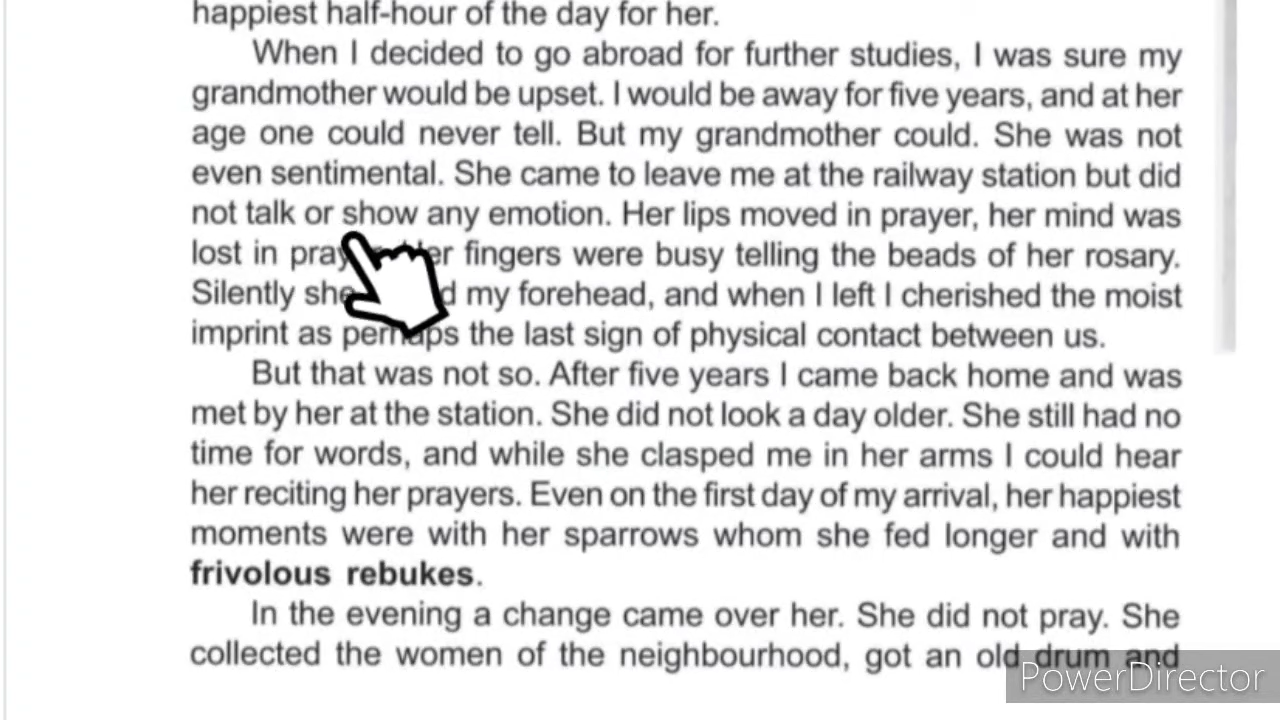 happiest half-hour of the day for her.
When I decided to go abroad for further studies, I was sure my
grandmother would be upset. I would be away for five years, and at her
age one could never tell. But my grandmother could. She was not
even sentimental. She came to leave me at the railway station but did
not talk or show any emotion. Her lips moved in prayer, her mind was
lost in fingers were busy telling the beads of her rosary.
Silently she my forehead, and when I left I cherished the moist
imprint as perhaps the last sign of physical contact between us.
But that was not so. After five years I came back home and was
met by her at the station. She did not look a day older. She still had no
time for words, and while she clasped me in her arms I could hear
her reciting her prayers. Even on the first day of my arrival, her happiest
moments were with her sparrows whom she fed longer and with
frivolous rebukes.
In the evening a change came over her. She did not pray. She
collected the women of the neighbourhood, got an old drum and
PowerDirector